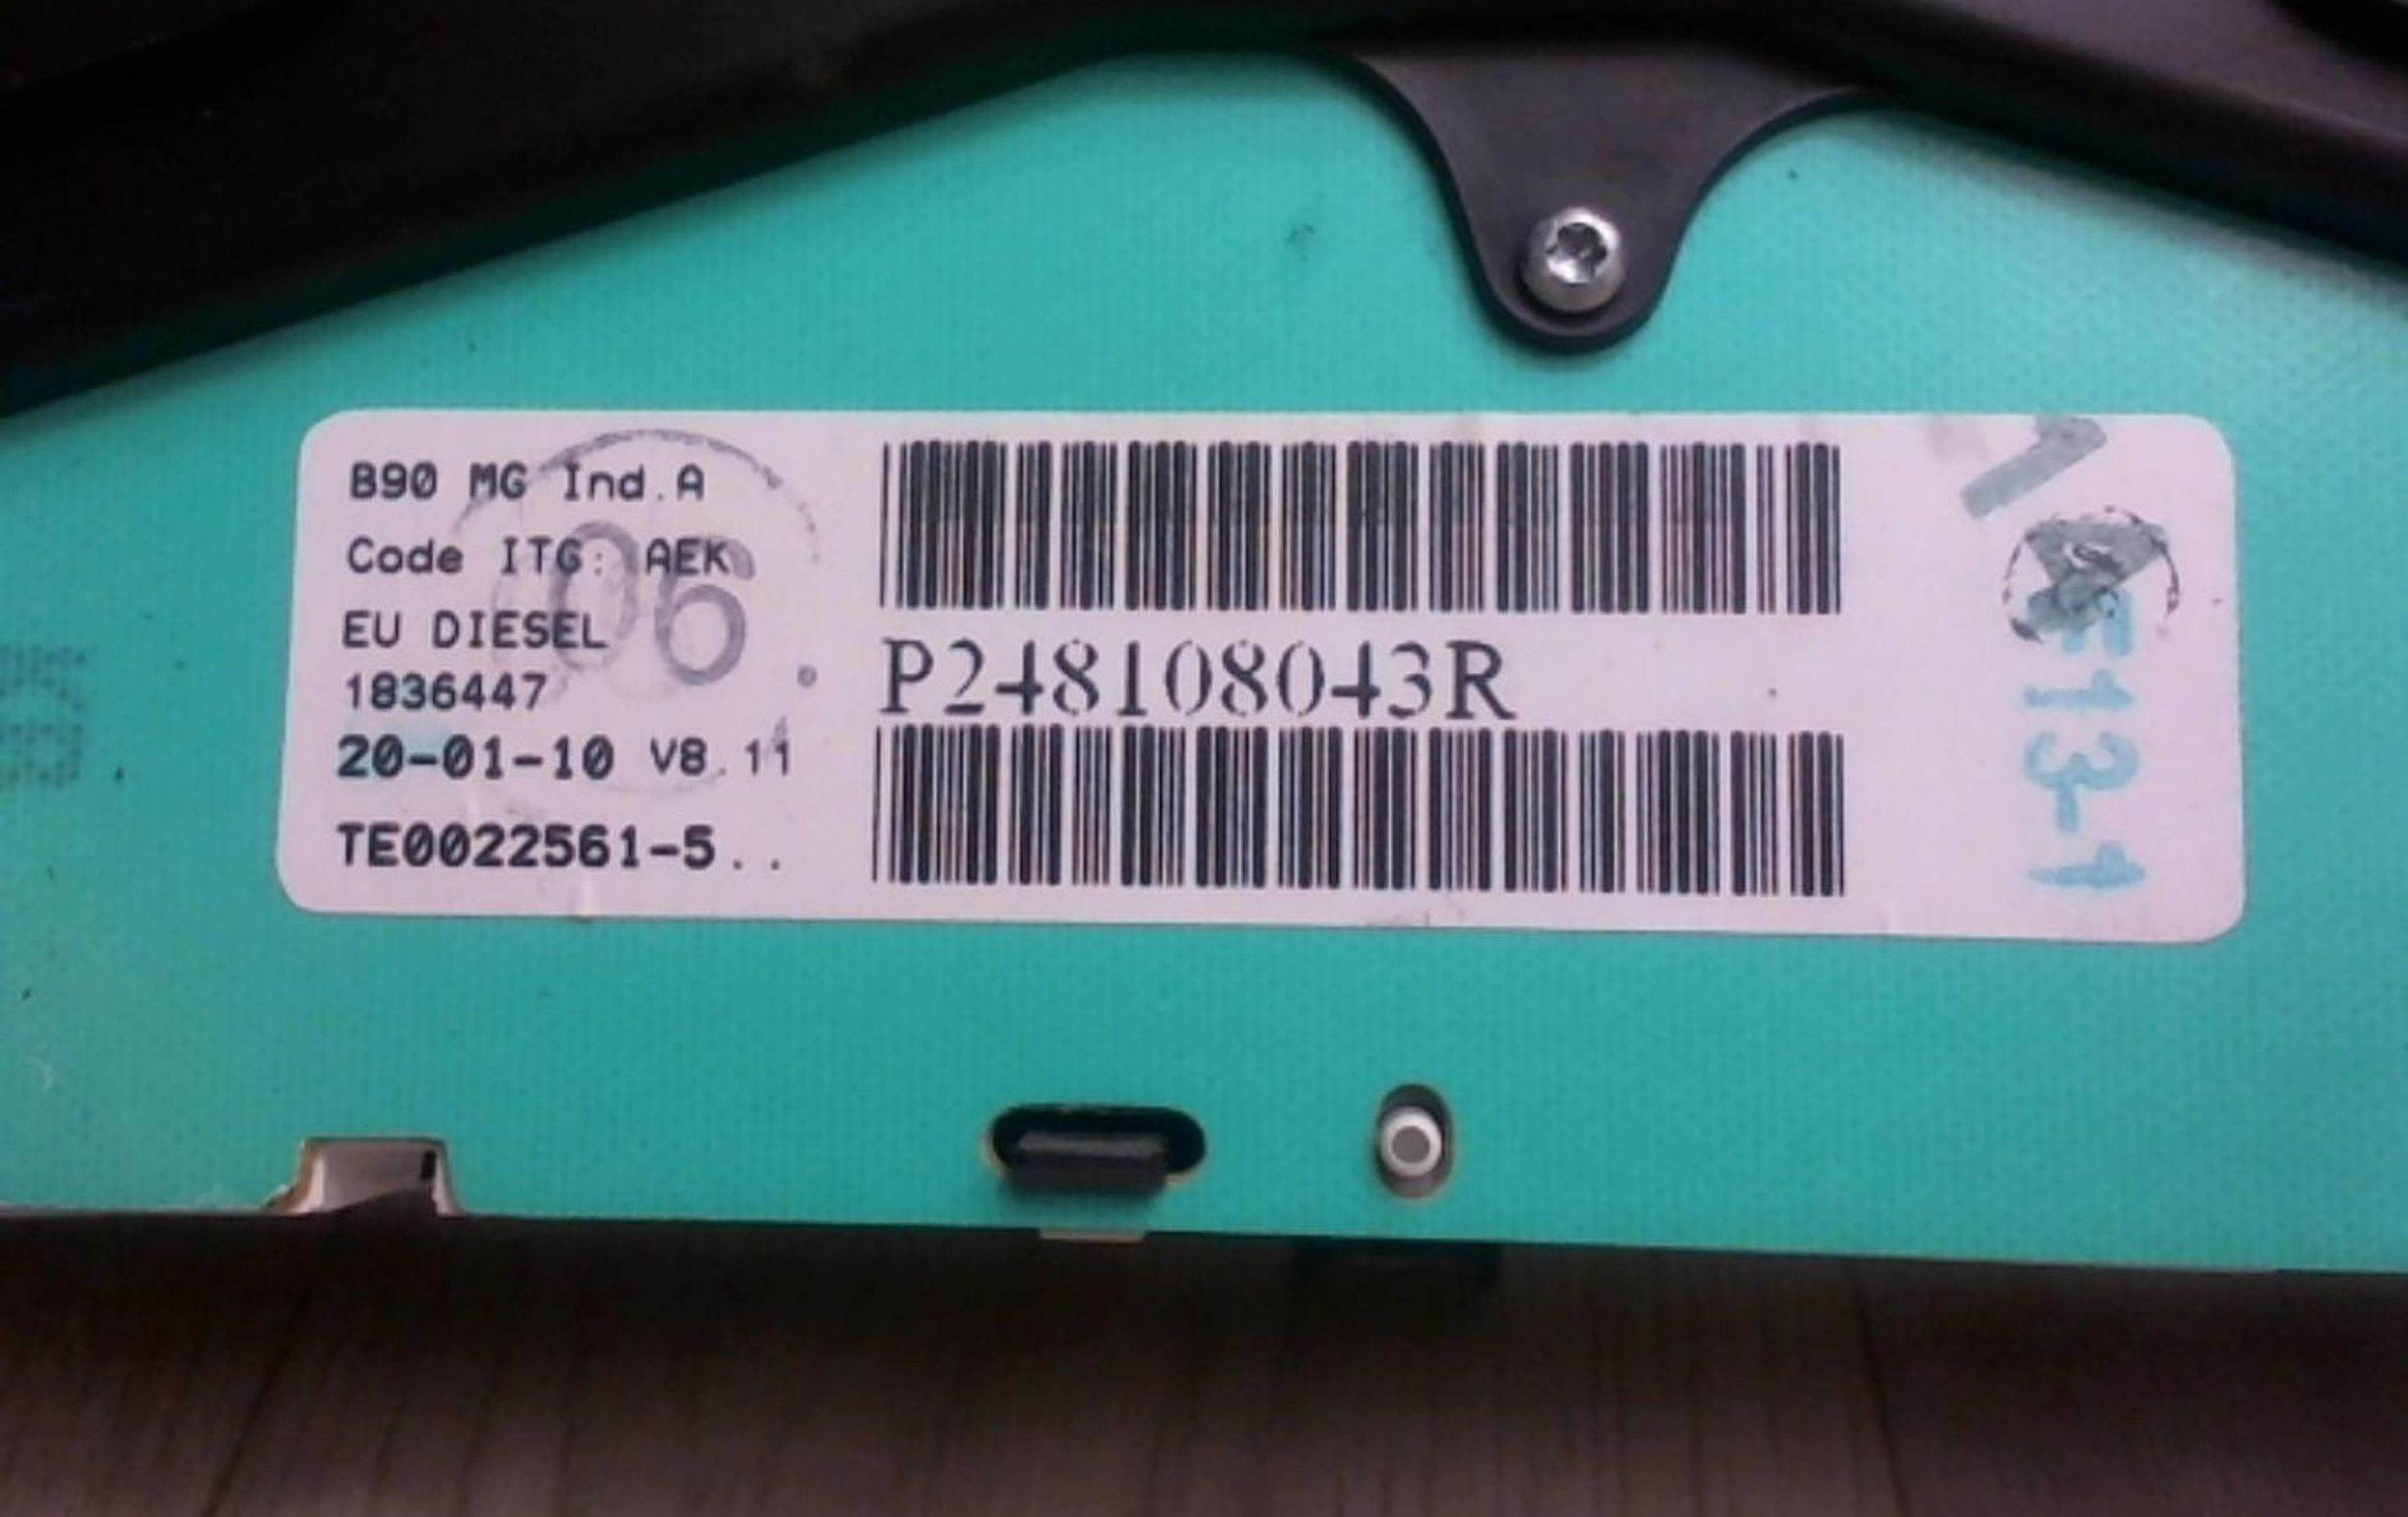 B90 MG Ind.A
Code ITG: AEK
EU DIESEL
1836447
20-01-10 V8.11
TE0022561-5..
06
P248108043R
F13-1